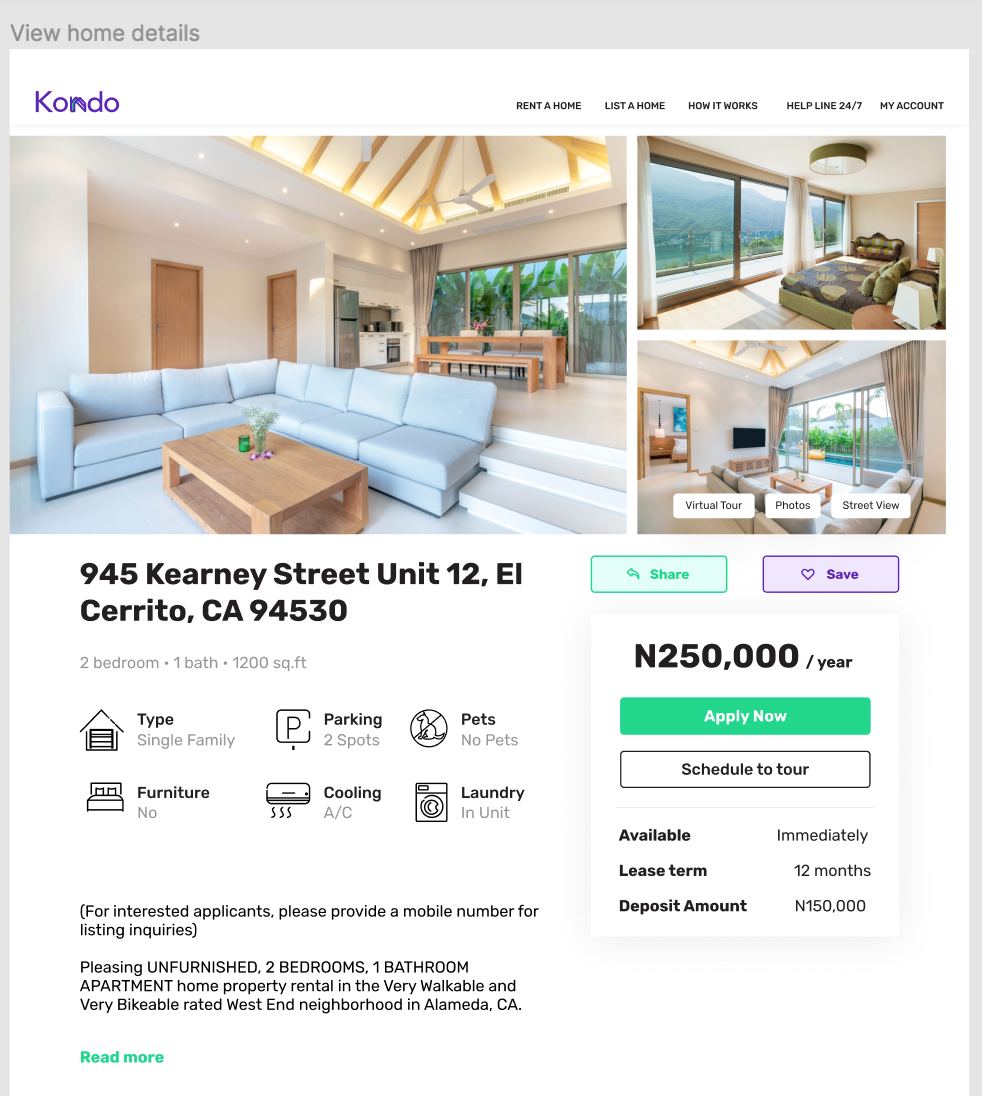 View home details
Kondo
RENT A HOME LIST A HOME HOW IT WORKS HELP LINE 24/7 MY ACCOUNT
Virtual Tour Photos Street View
945 Kearney Street Unit 12, El
Cerrito, CA 94530
2 bedroom • 1 bath • 1200 sq.ft
Type
Single Family
P
Parking
2 Spots
Pets
No Pets
Furniture
No
Cooling
A/C
Laundry
In Unit
(For interested applicants, please provide a mobile number for
listing inquiries)
Pleasing UNFURNISHED, 2 BEDROOMS, 1 BATHROOM
APARTMENT home property rental in the Very Walkable and
Very Bikeable rated West End neighborhood in Alameda, CA.
Read more
Share
Save
N250,000 / year
Apply Now
Schedule to tour
Available Immediately
Lease term 12 months
Deposit Amount N150,000